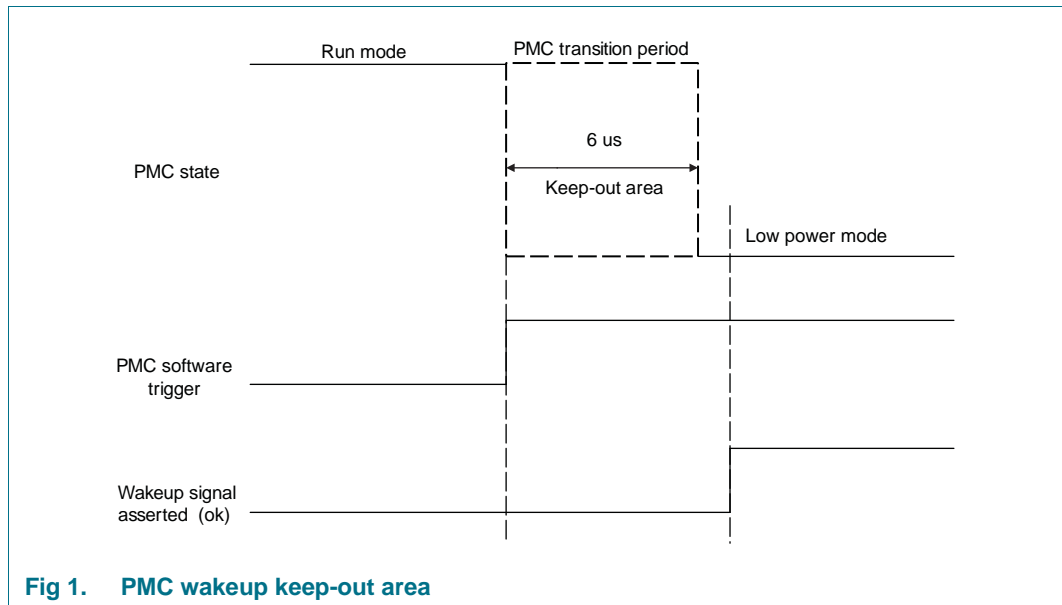 Run mode
PMC transition period
6 us
Keep-out area
PMC state
Low power mode
PMC software
trigger
Wakeup signal
asserted (ok)
Fig 1. PMC wakeup keep-out area